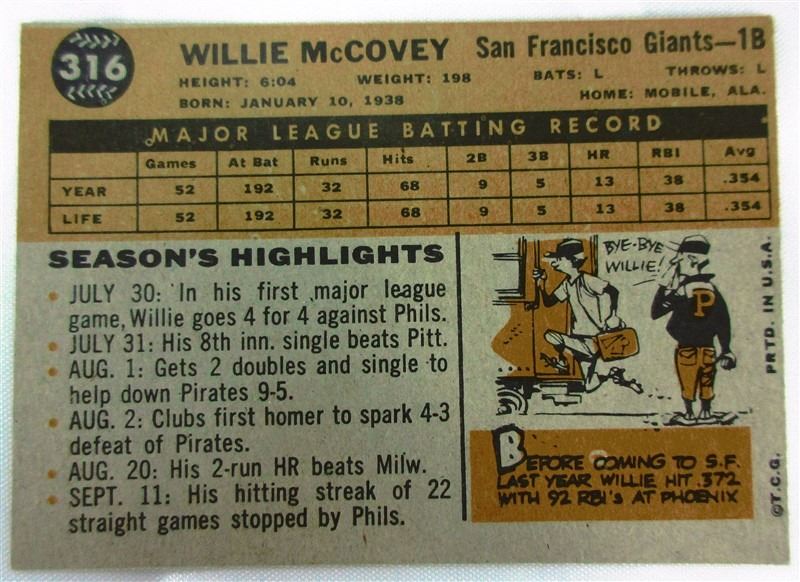 316
WILLIE McCOVEY San Francisco Giants—1B
HEIGHT: 6:04 WEIGHT: 198 BATS: L THROWS: L
BORN: JANUARY 10, 1938 HOME: MOBILE, ALA.
MAJOR LEAGUE BATTING RECORD
Games At Bat Runs Hits 2B 3B HR RBI Avg
YEAR 52 192 32 68 9 5 13 38 .354
LIFE 52 192 32 68 9 5 13 38 .354
SEASON'S HIGHLIGHTS
• JULY 30: In his first major league
game, Willie goes 4 for 4 against Phils.
• JULY 31: His 8th inn. single beats Pitt.
• AUG. 1: Gets 2 doubles and single to
help down Pirates 9-5.
• AUG. 2: Clubs first homer to spark 4-3
defeat of Pirates.
• AUG. 20: His 2-run HR beats Milw.
• SEPT. 11: His hitting streak of 22
straight games stopped by Phils.
BYE-BYE
WILLIE!
P
BEFORE COMING TO S.F.
LAST YEAR WILLIE HIT .372
WITH 92 RBI'S AT PHOENIX
©T.C.G. PRTD. IN U.S.A.